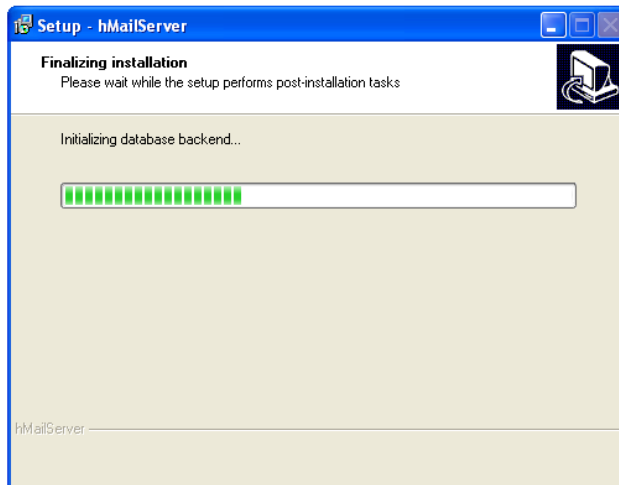 Setup - hMailServer
Finalizing installation
Please wait while the setup performs post-installation tasks
Initializing database backend...
hMailServer